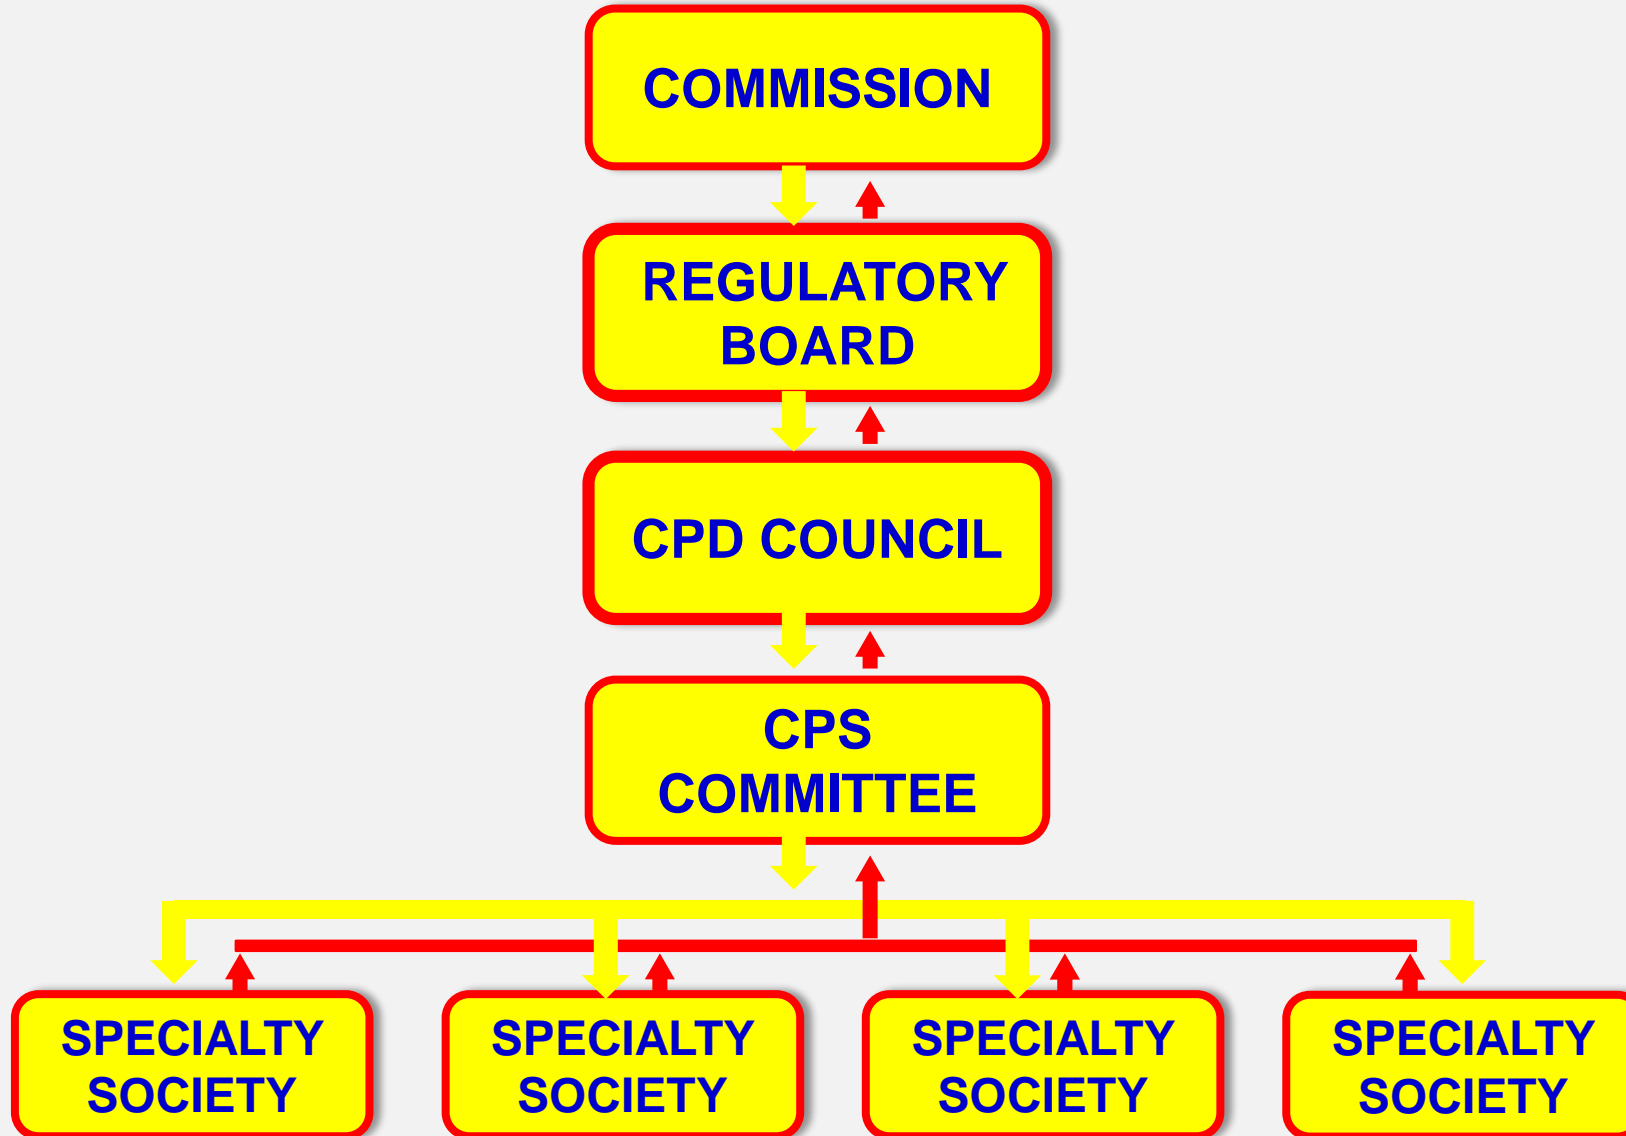 COMMISSION
REGULATORY
BOARD
CPD COUNCIL
CPS
COMMITTEE
SPECIALTY
SOCIETY
SPECIALTY
SOCIETY
SPECIALTY
SOCIETY
SPECIALTY
SOCIETY